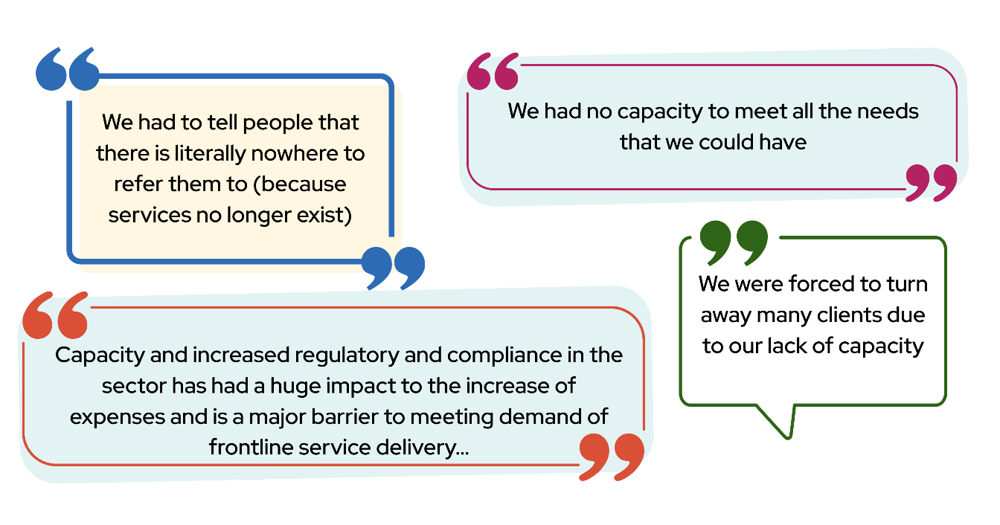 We had to tell people that
there is literally nowhere to
refer them to (because
services no longer exist)
We had no capacity to meet all the needs
that we could have
We were forced to turn
away many clients due
to our lack of capacity
Capacity and increased regulatory and compliance in the
sector has had a huge impact to the increase of
expenses and is a major barrier to meeting demand of
frontline service delivery...